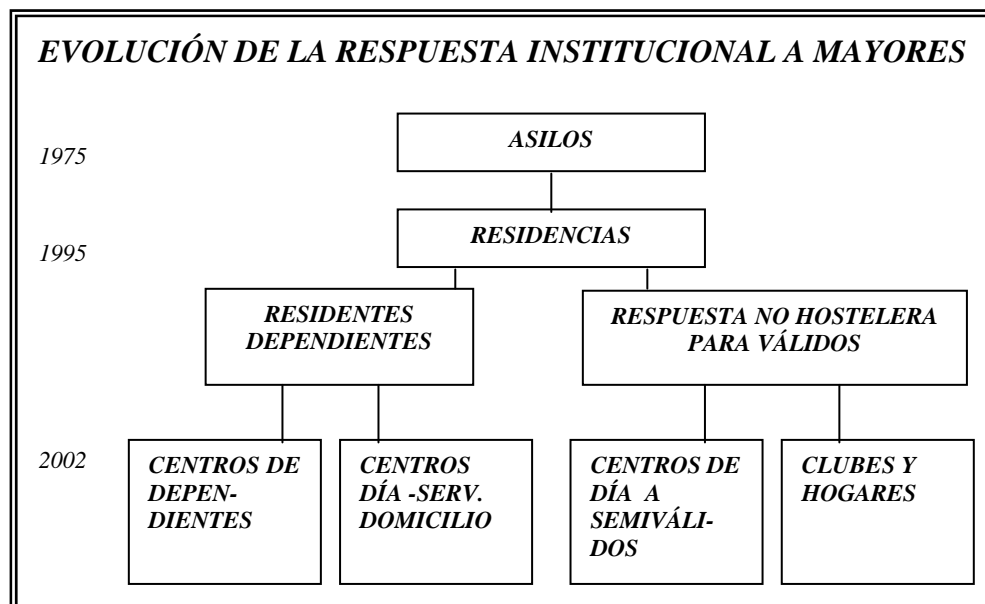 EVOLUCIÓN DE LA RESPUESTA INSTITUCIONAL A MAYORES
1975
ASILOS
1995
RESIDENCIAS
RESIDENTES
DEPENDIENTES
RESPUESTA NO HOSTELERA
PARA VÁLIDOS
2002
CENTROS DE
DEPEN-
DIENTES
CENTROS
DÍA -SERV.
DOMICILIO
CENTROS DE
DÍA A
SEMIVÁLI-
DOS
CLUBES Y
HOGARES